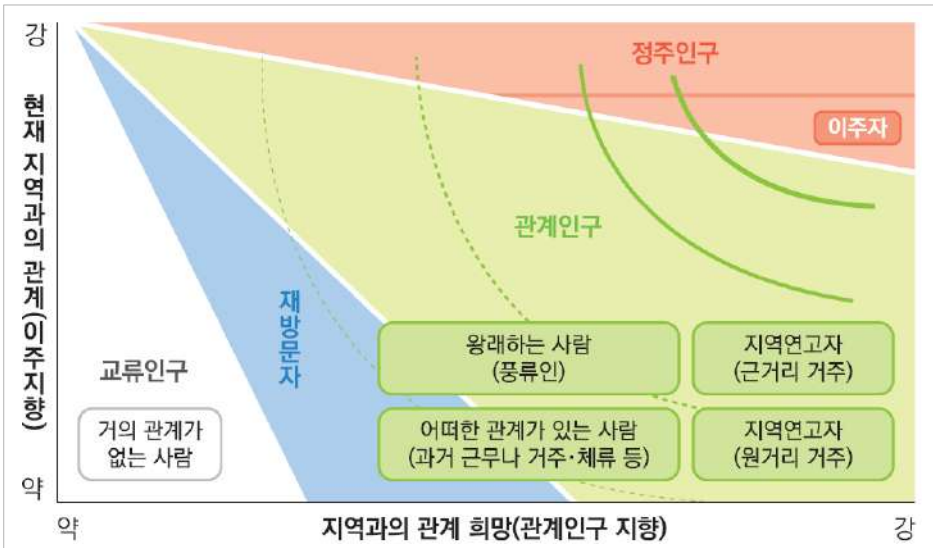 강
현재 지역과의 관계(이주지향)
약
정주인구
이주자
관계인구
재방문자
교류인구
거의 관계가
없는 사람
왕래하는 사람
(풍류인)
지역연고자
(근거리 거주)
어떠한 관계가 있는 사람
(과거 근무나 거주·체류 등)
지역연고자
(원거리 거주)
약
지역과의 관계 희망(관계인구 지향)
강